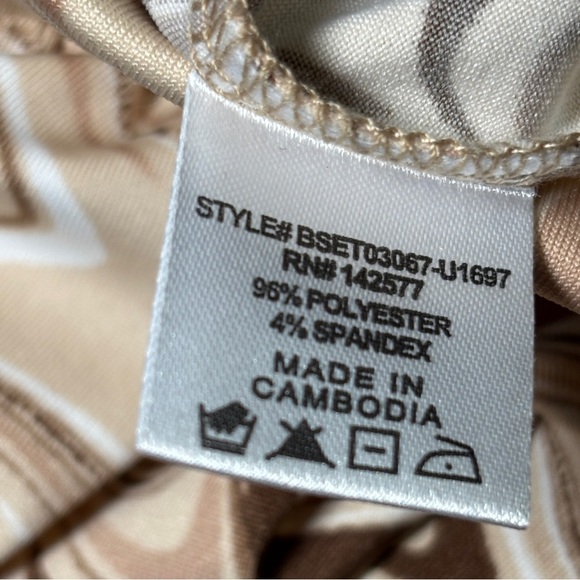 STYLE# BSET03067-U1697
RN# 142577
96% POLYESTER
4% SPANDEX
MADE IN
CAMBODIA